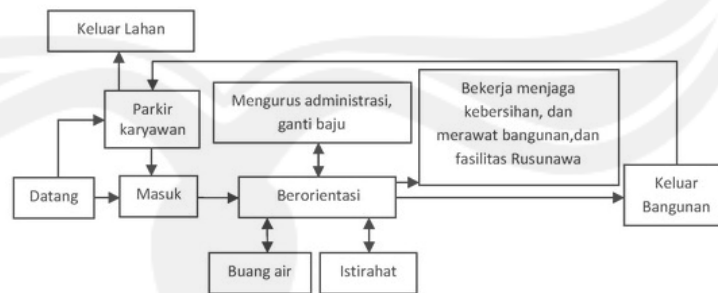 Keluar Lahan
Parkir
karyawan
Mengurus administrasi,
ganti baju
Bekerja menjaga
kebersihan, dan
merawat bangunan,dan
fasilitas Rusunawa
Datang
Masuk
Berorientasi
Keluar
Bangunan
Buang air
Istirahat